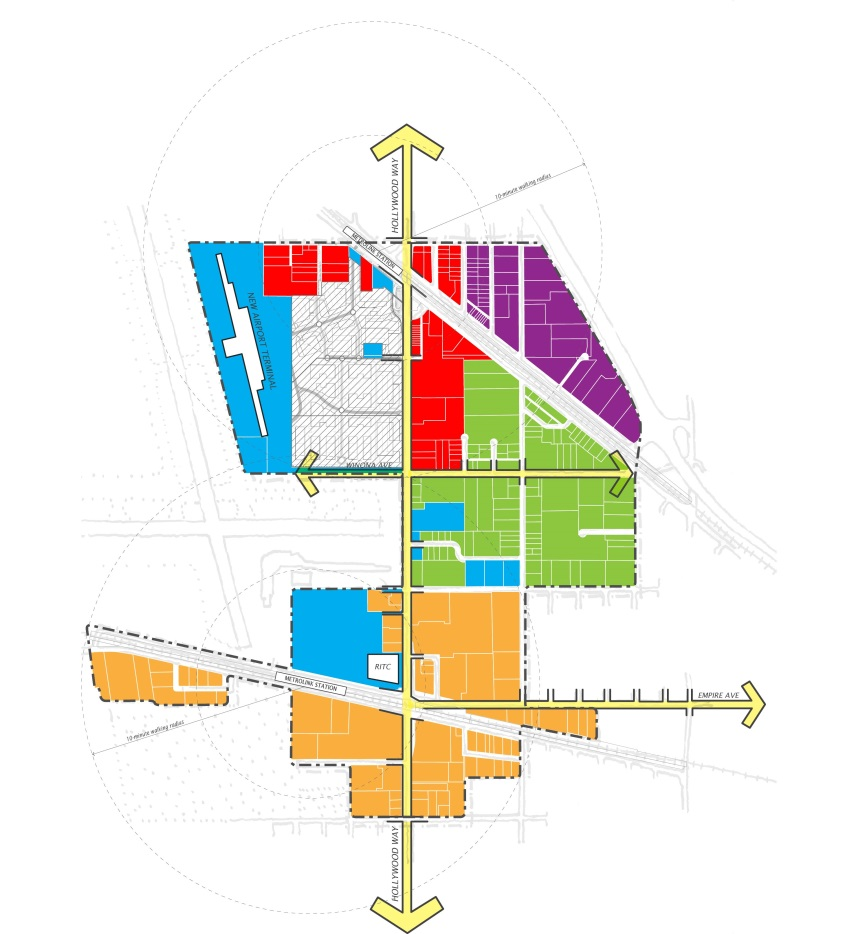 HOLLYWOOD WAY
10-minute walking radius
METROLINK STATION
NEW AIRPORT TERMINAL
WINONA AVE
RITC
METROLINK STATION
EMPIRE AVE
10-minute walking radius
HOLLYWOOD WAY